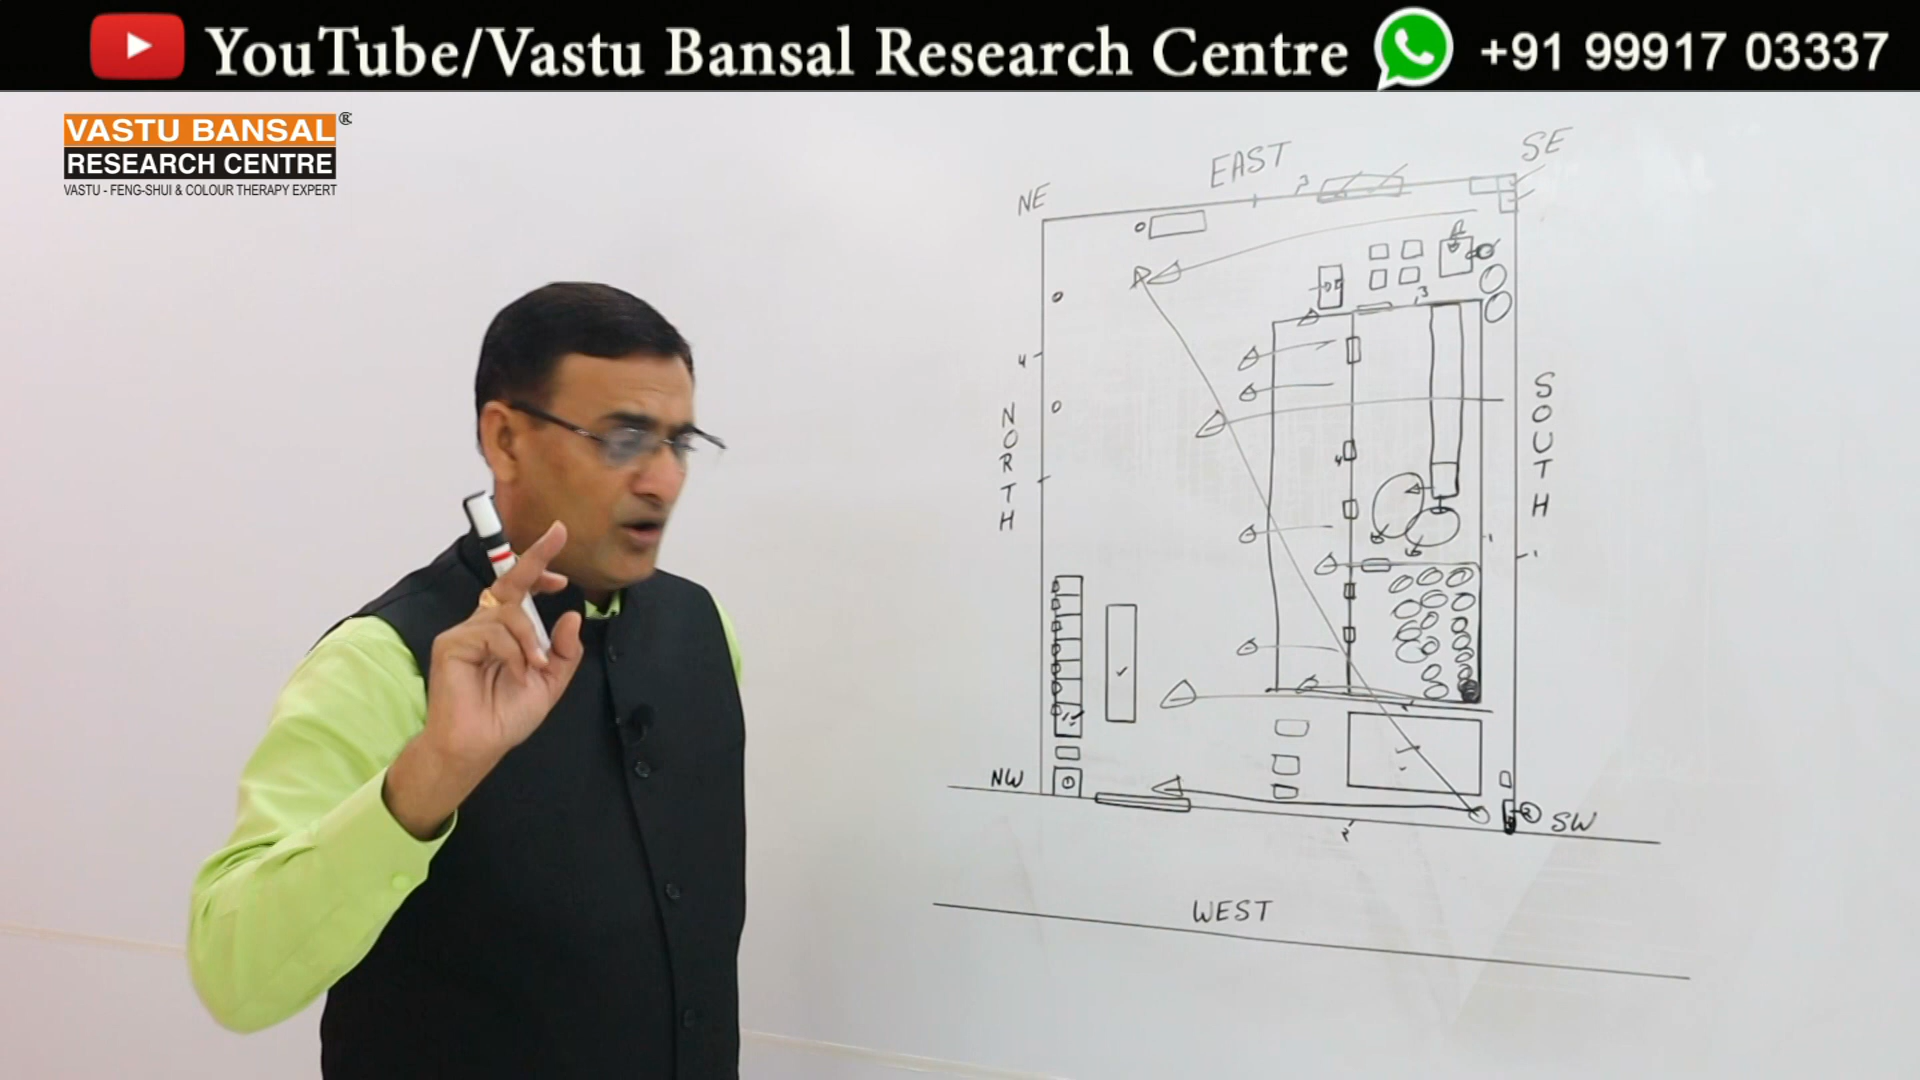 YouTube/Vastu Bansal Research Centre +91 99917 03337
VASTU BANSAL®
RESEARCH CENTRE
VASTU - FENG-SHUI & COLOUR THERAPY EXPERT
EAST
SE
NE
NORTH
SOUTH
NW
SW
WEST